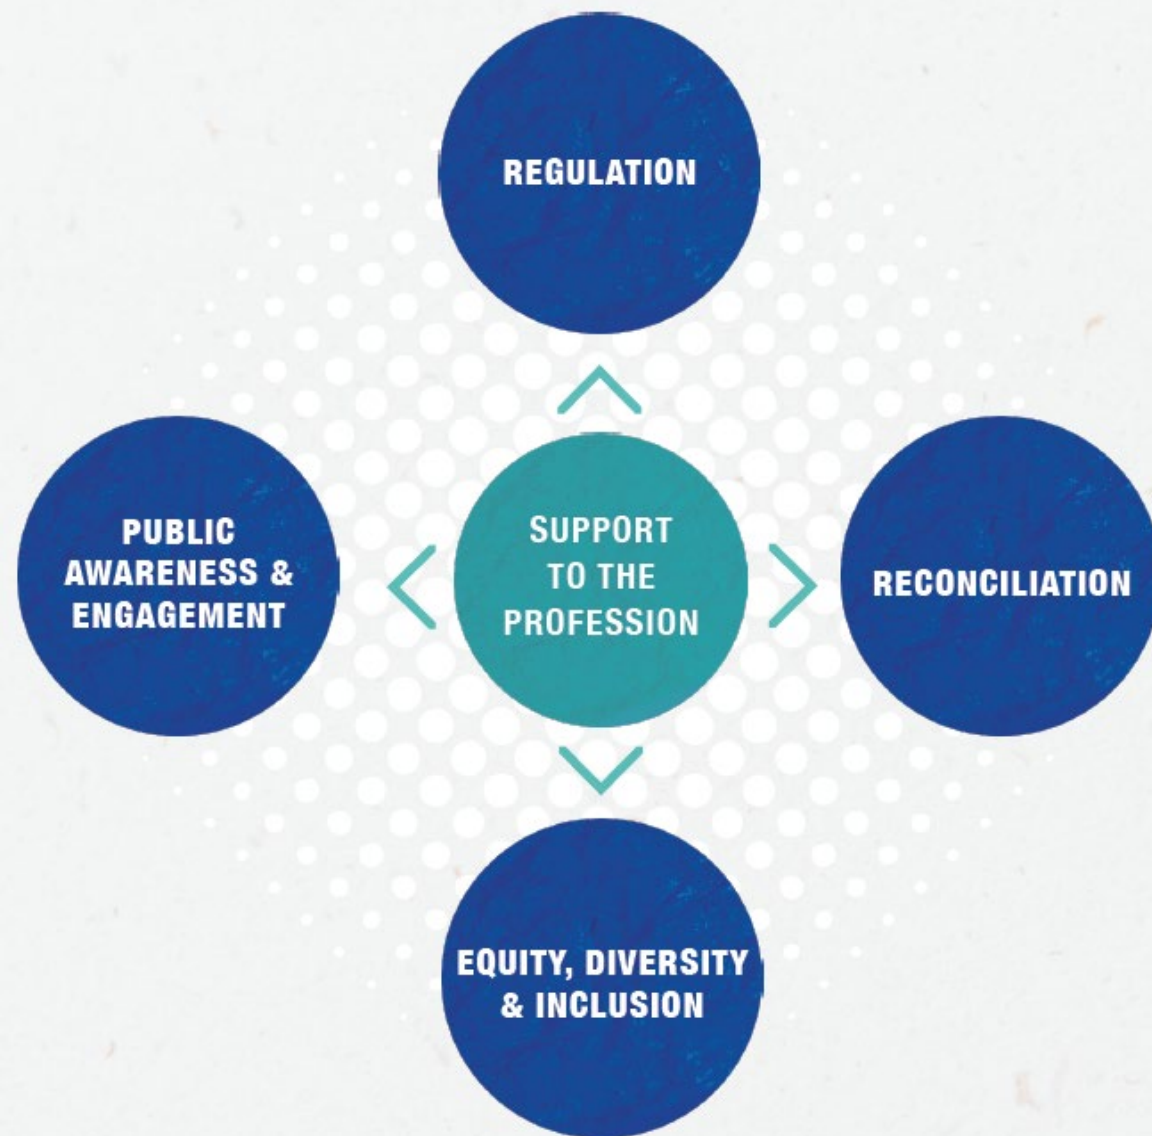 REGULATION
PUBLIC
AWARENESS &
ENGAGEMENT
SUPPORT
TO THE
PROFESSION
RECONCILIATION
EQUITY, DIVERSITY
& INCLUSION